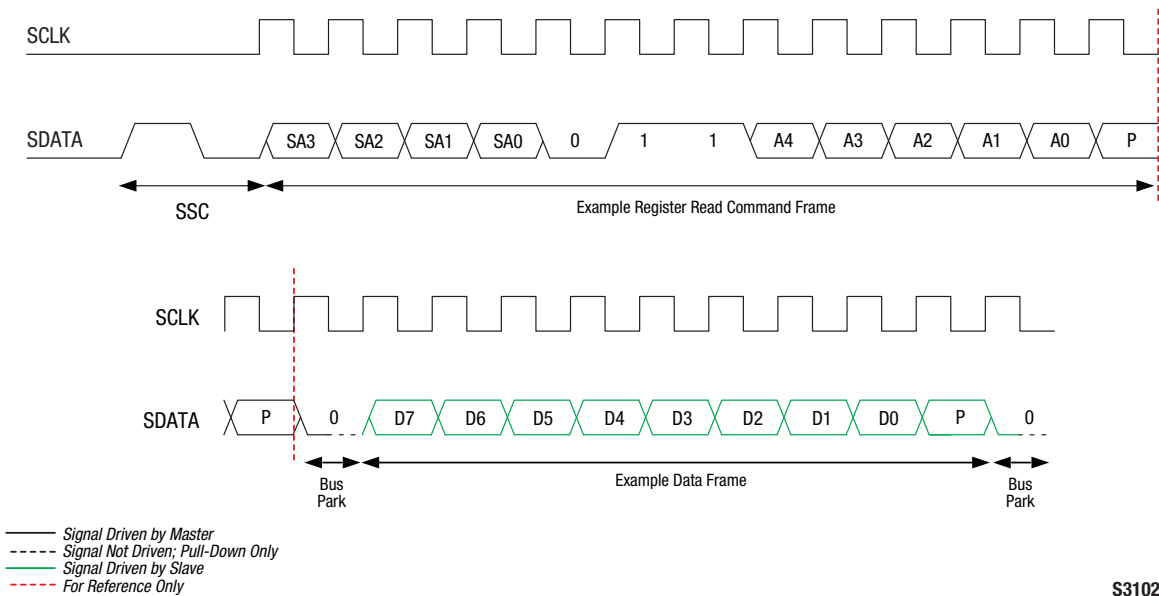 SCLK
SDATA SA3 SA2 SA1 SA0 0 1 1 A4 A3 A2 A1 A0 P
SSC Example Register Read Command Frame
SCLK
SDATA P 0 D7 D6 D5 D4 D3 D2 D1 D0 P 0
Bus Park Example Data Frame Bus Park
Signal Driven by Master
Signal Not Driven; Pull-Down Only
Signal Driven by Slave
For Reference Only
S3102